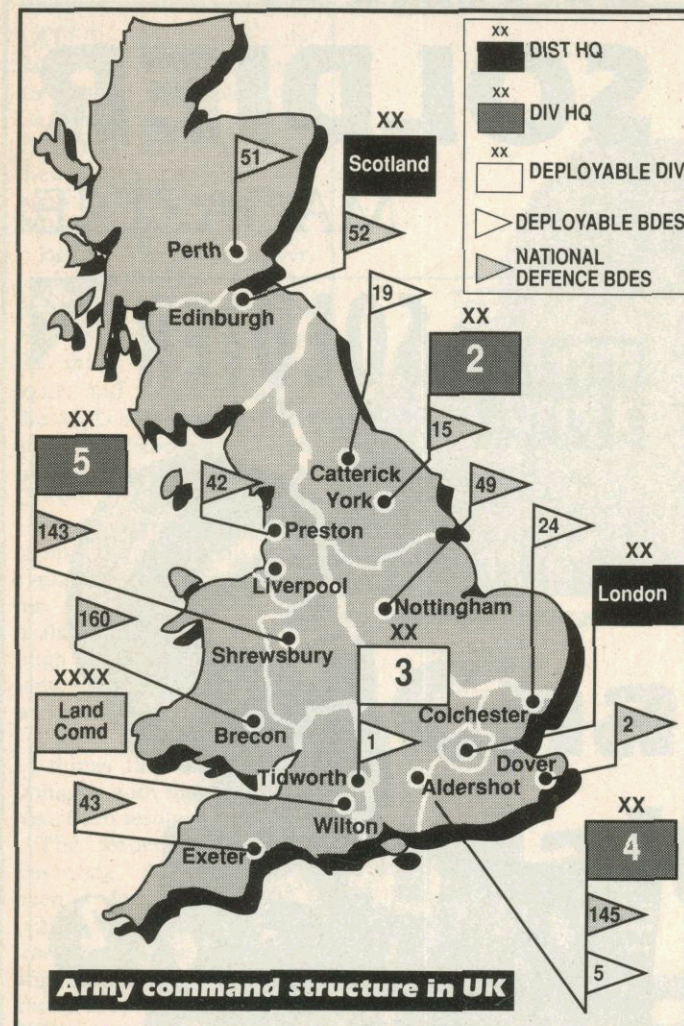 XX
DIST HQ
XX
DIV HQ
XX
DEPLOYABLE DIV
DEPLOYABLE BDES
NATIONAL
DEFENCE BDES
51
XX
Scotland
52
Perth
Edinburgh
19
XX
2
15
Catterick
York
49
XX
5
42
143
Preston
24
Liverpool
XX
London
Nottingham
160
Shrewsbury
XX
3
XXXX
Land
Comd
Colchester
2
Brecon
1
Dover
Tidworth
Aldershot
43
Wilton
XX
4
Exeter
145
5
Army command structure in UK